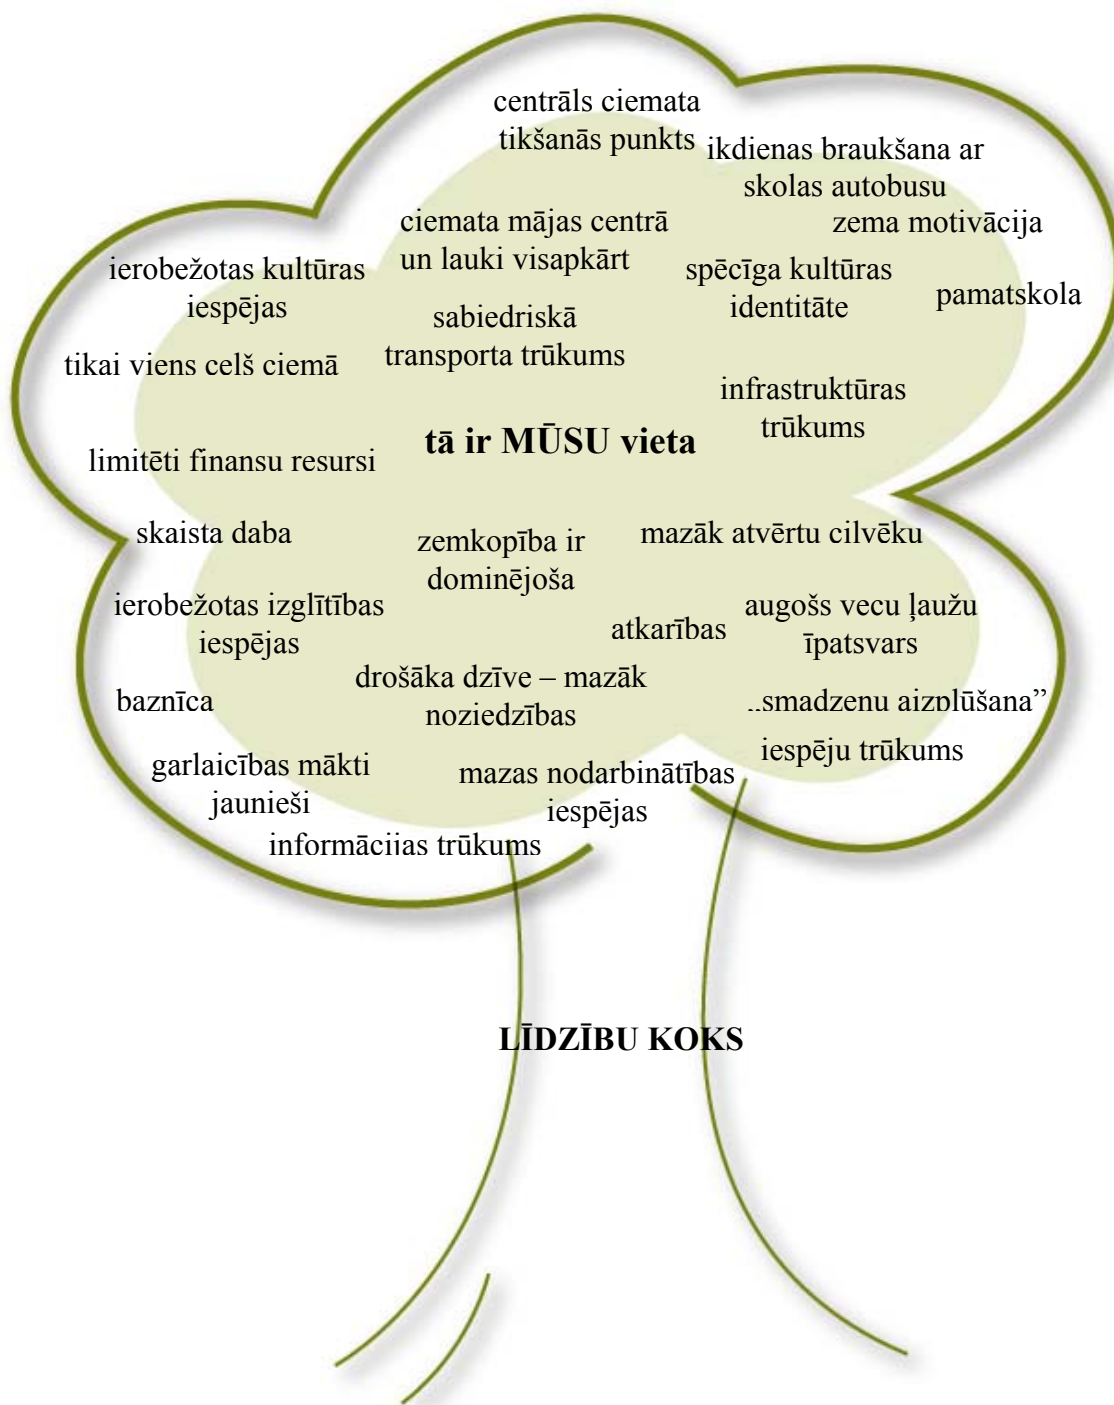 centrāls ciemata
tikšanās punkts
ikdienas braukšana ar
skolas autobusu
zema motivācija
ciemata mājas centrā
un lauki visapkārt
ierobežotas kultūras
iespējas
spēcīga kultūras
identitāte
pamatskola
sabiedriskā
transporta trūkums
tikai viens celš ciemā
infrastruktūras
trūkums
tā ir MŪSU vieta
limitēti finansu resursi
skaista daba
zemkopība ir
dominējoša
mazāk atvērtu cilvēku
ierobežotas izglītības
iespējas
atkarības
augošs vecu ļaužu
īpatsvars
drošāka dzīve – mazāk
noziedzības
baznīca
„smadzenu aizplūšana”
iespēju trūkums
garlaicības mākti
jaunieši
mazas nodarbinātības
iespējas
informācijas trūkums
LĪDZĪBU KOKS